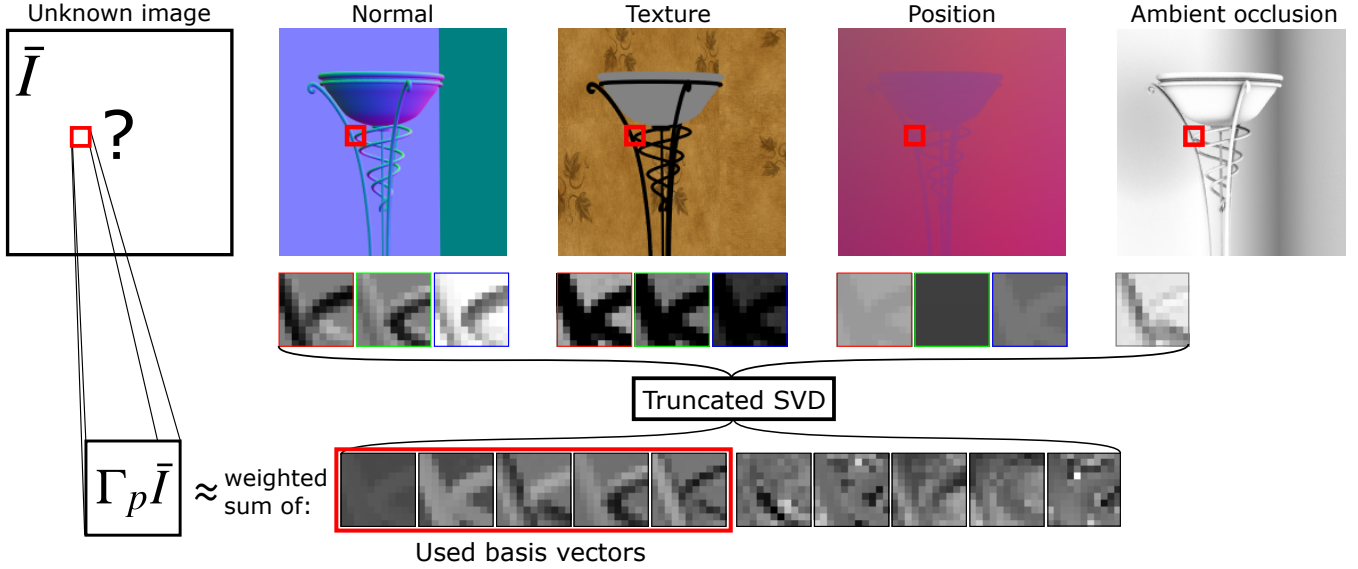 Unknown image
Normal
Texture
Position
Ambient occlusion
Ī
?
Truncated SVD
Γ_p Ī ≈ weighted
sum of:
Used basis vectors